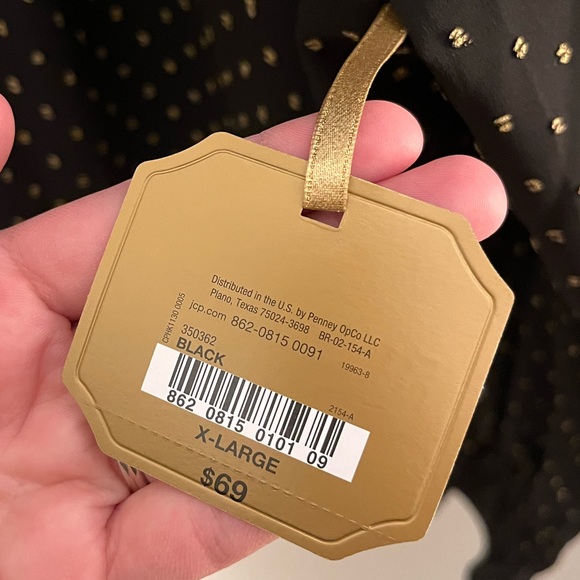 Distributed in the U.S. by Penney OpCo LLC
Plano, Texas 75024-3698 BR-02-154-A
jcp.com 862-0815 0091
19963-8
CPRK1130 0005
350362
BLACK
2154-A
862 0815 0101 09
X-LARGE
$69